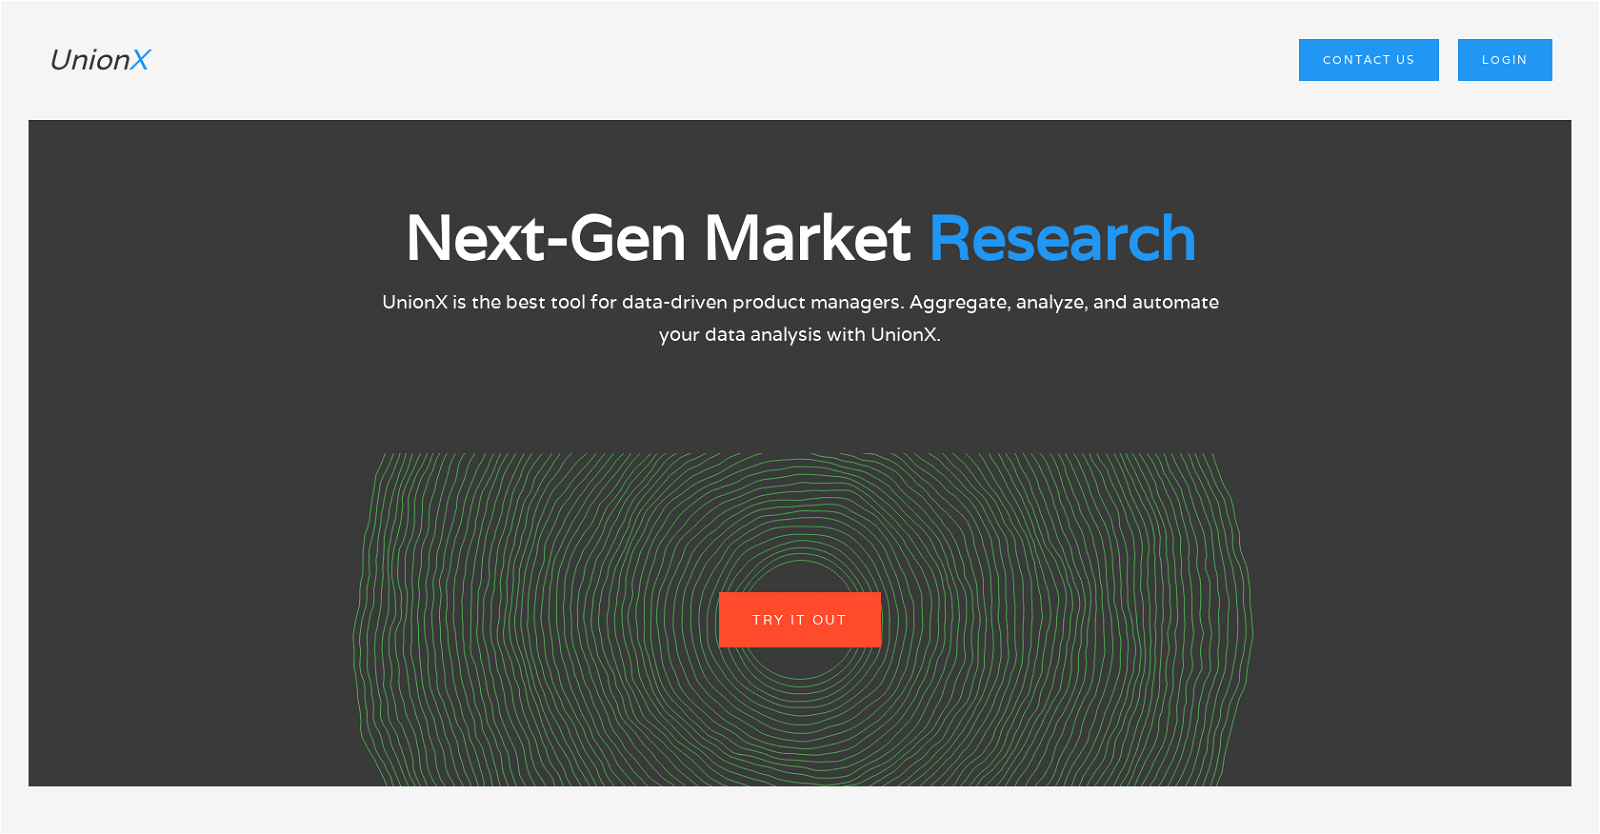 UnionX
CONTACT US
LOGIN
Next-Gen Market Research
UnionX is the best tool for data-driven product managers. Aggregate, analyze, and automate
your data analysis with UnionX.
TRY IT OUT